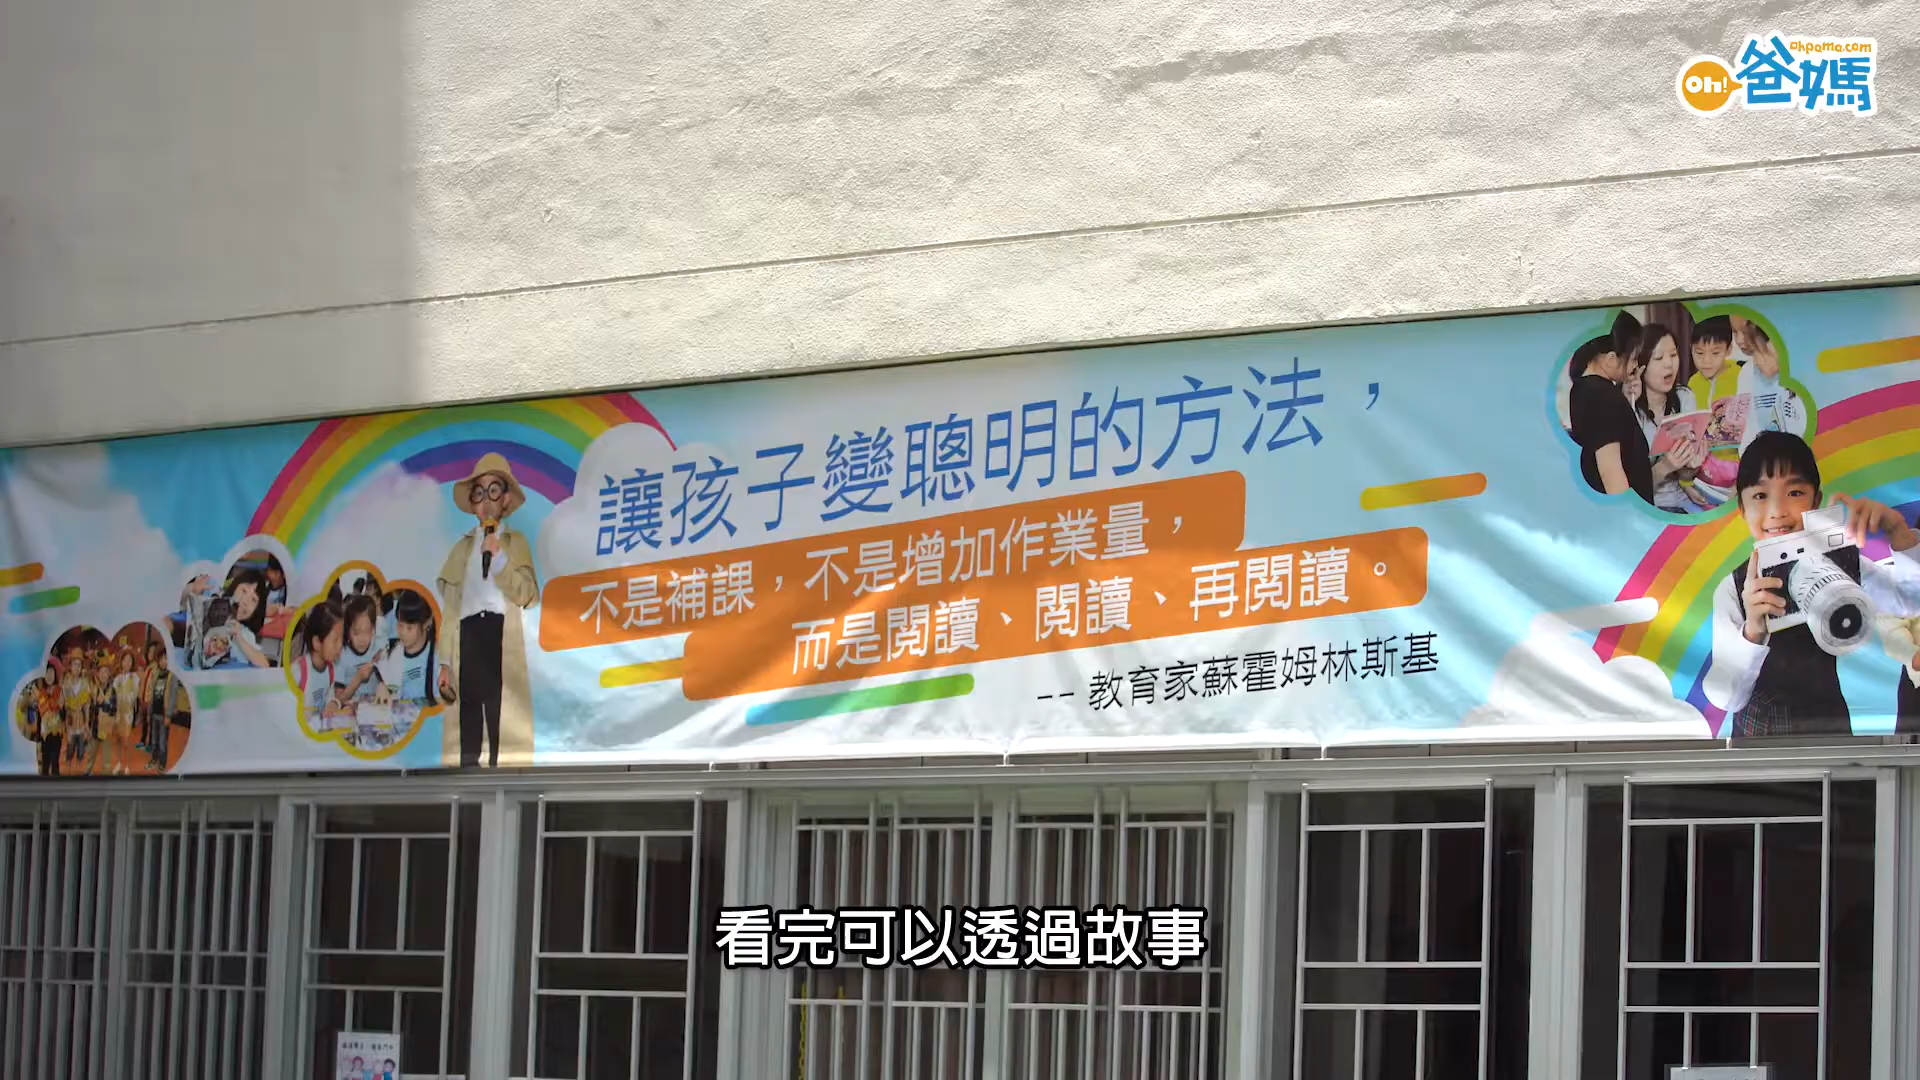 ohpama.com
Oh!爸媽
讓孩子變聰明的方法，
不是補課，不是增加作業量，
而是閱讀、閱讀、再閱讀。
-- 教育家蘇霍姆林斯基
看完可以透過故事